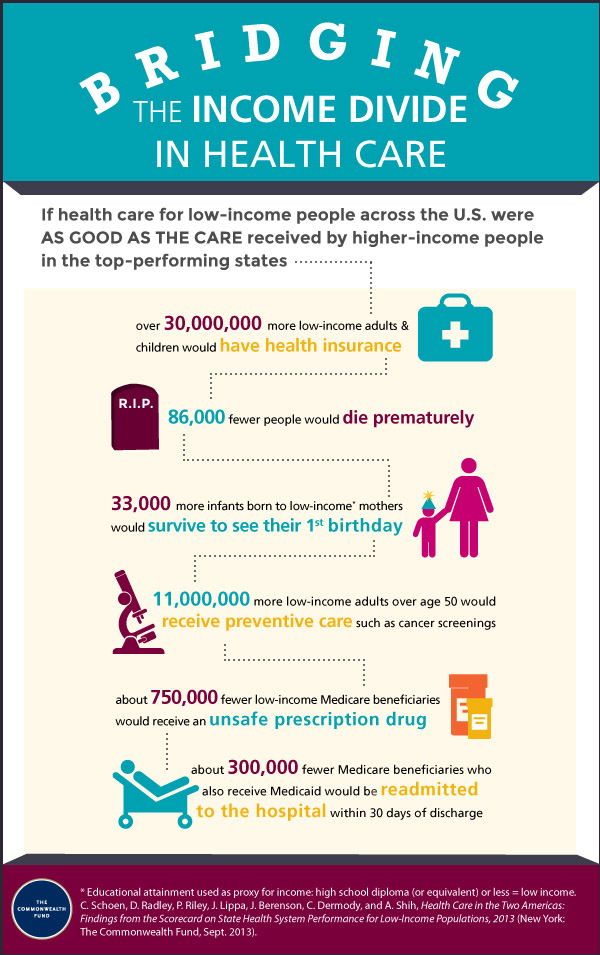 BRIDGING
THE INCOME DIVIDE
IN HEALTH CARE
If health care for low-income people across the U.S. were
AS GOOD AS THE CARE received by higher-income people
in the top-performing states
over 30,000,000 more low-income adults &
children would have health insurance
R.I.P.
86,000 fewer people would die prematurely
33,000 more infants born to low-income* mothers
would survive to see their 1st birthday
11,000,000 more low-income adults over age 50 would
receive preventive care such as cancer screenings
about 750,000 fewer low-income Medicare beneficiaries
would receive an unsafe prescription drug
E
about 300,000 fewer Medicare beneficiaries who
also receive Medicaid would be readmitted
to the hospital within 30 days of discharge
THE
COMMONWEALTH
FUND
* Educational attainment used as proxy for income: high school diploma (or equivalent) or less = low income.
C. Schoen, D. Radley, P. Riley, J. Lippa, J. Berenson, C. Dermody, and A. Shih, Health Care in the Two Americas:
Findings from the Scorecard on State Health System Performance for Low-Income Populations, 2013 (New York:
The Commonwealth Fund, Sept. 2013).